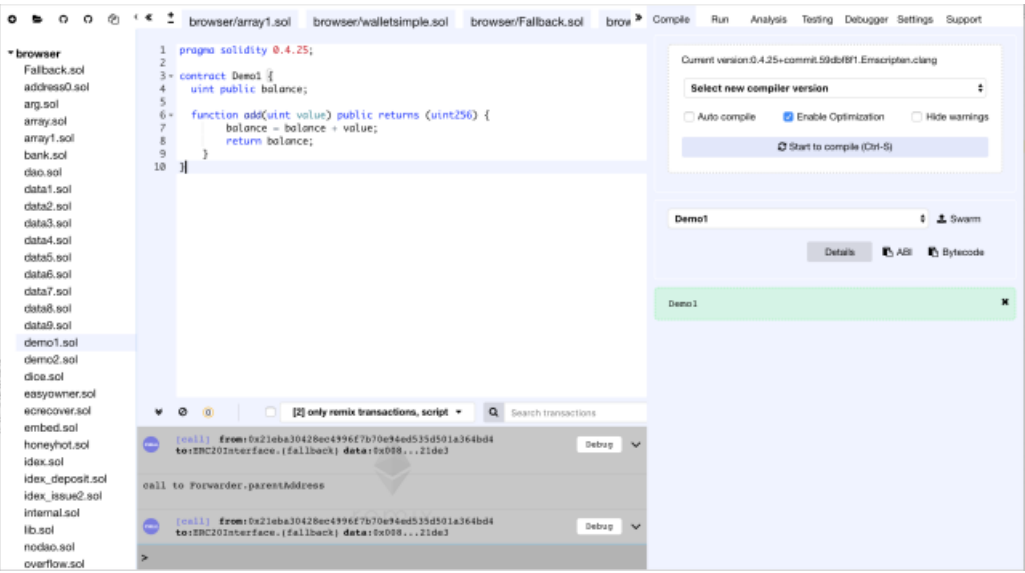 browser/array1.sol browser/walletsimple.sol browser/Fallback.sol brow
Compile Run Analysis Testing Debugger Settings Support
browser
Fallback.sol
address0.sol
arg.sol
array.sol
array1.sol
bank.sol
dao.sol
data1.sol
data2.sol
data3.sol
data4.sol
data5.sol
data6.sol
data7.sol
data8.sol
data9.sol
demo1.sol
demo2.sol
dice.sol
easyowner.sol
ecrecover.sol
embed.sol
honeyhot.sol
idex.sol
idex_deposit.sol
idex_issue2.sol
internal.sol
lib.sol
nodao.sol
overflow.sol
1 pragma solidity 0.4.25;
2
3 contract Demo1 {
4 uint public balance;
5
6 function add(uint value) public returns (uint256) {
7 balance = balance + value;
8 return balance;
9 }
10 }
[2] only remix transactions, script
Search transactions
[call] from:0x21eba30428ec4996f7b70e94ed535d501a364bd4
to:ERC20Interface.(fallback) data:0x008...21de3
Debug
call to Forwarder.parentAddress
[call] from:0x21eba30428ec4996f7b70e94ed535d501a364bd4
to:ERC20Interface.(fallback) data:0x008...21de3
Debug
>
Current version:0.4.25+commit.59dbf8f1.Emscripten.clang
Select new compiler version
Auto compile Enable Optimization Hide warnings
Start to compile (Ctrl-S)
Demo1
Swarm
Details ABI Bytecode
Demo1